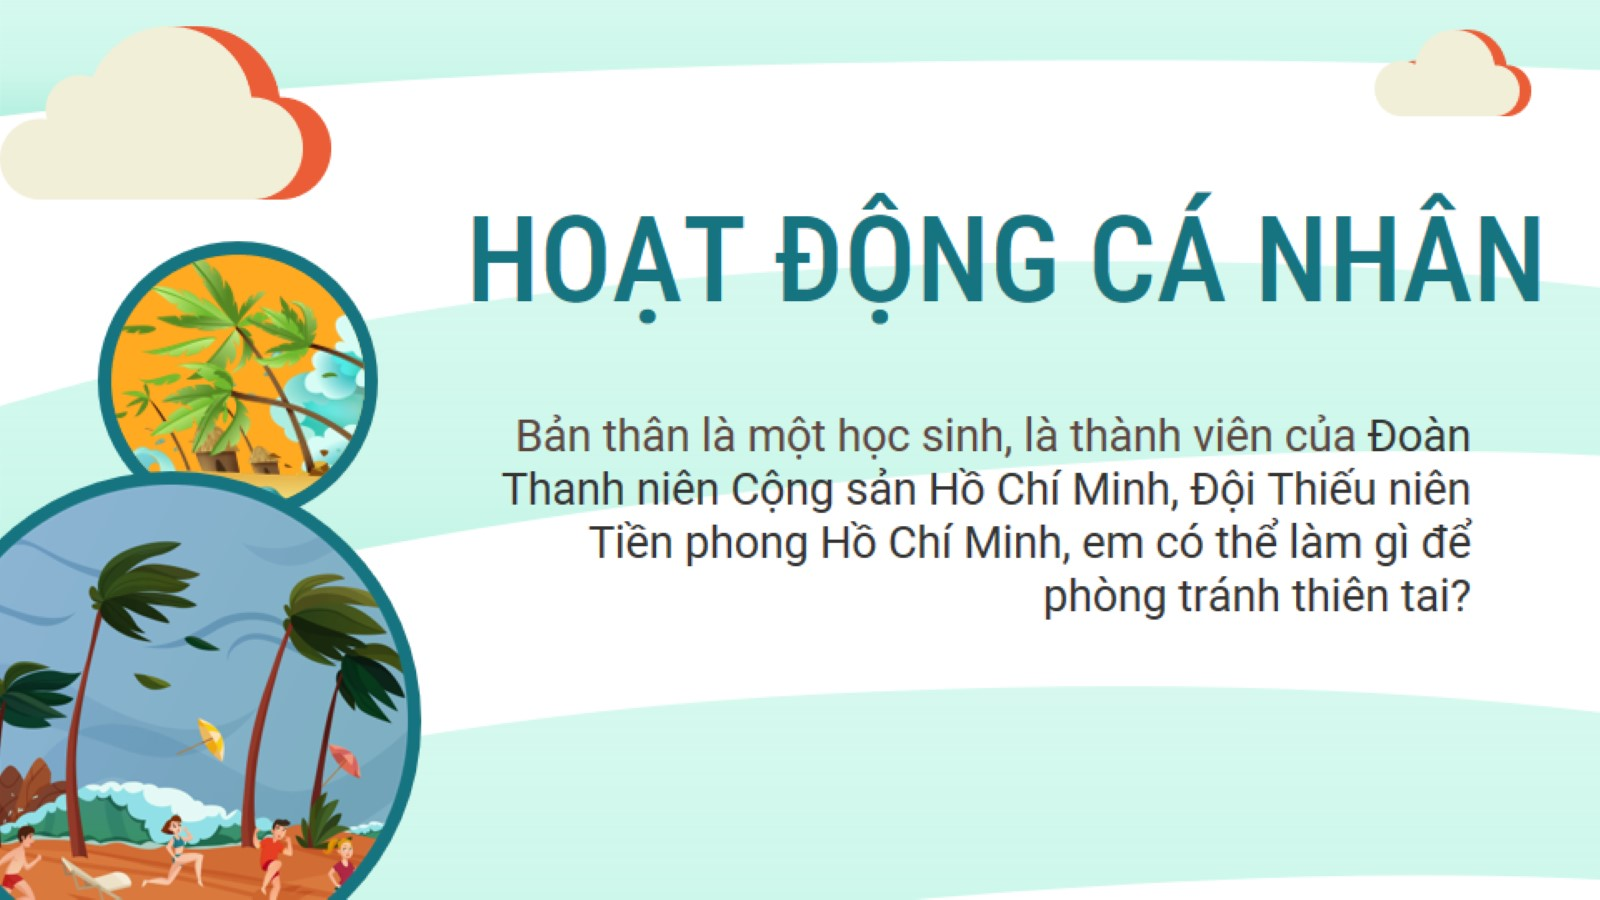 HOẠT ĐỘNG CÁ NHÂN
Bản thân là một học sinh, là thành viên của Đoàn
Thanh niên Cộng sản Hồ Chí Minh, Đội Thiếu niên
Tiền phong Hồ Chí Minh, em có thể làm gì để
phòng tránh thiên tai?